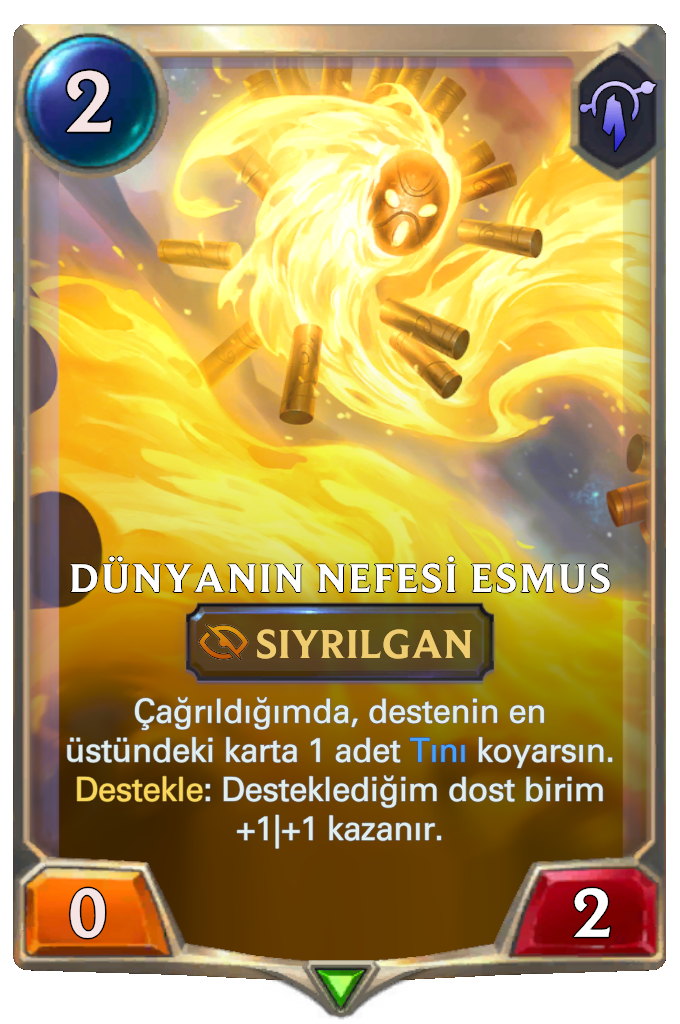 2
DÜNYANIN NEFESİ ESMUS
SIYRILGAN
Çağrıldığımda, destenin en
üstündeki karta 1 adet Tını koyarsın.
Destekle: Desteklediğim dost birim
+1|+1 kazanır.
0
2